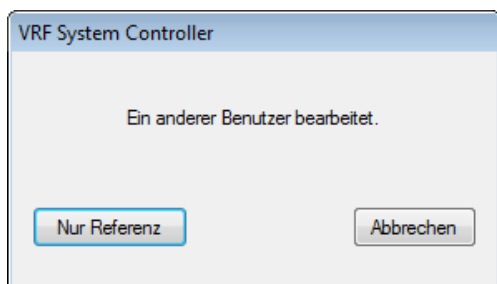 VRF System Controller
Ein anderer Benutzer bearbeitet.
Nur Referenz
Abbrechen